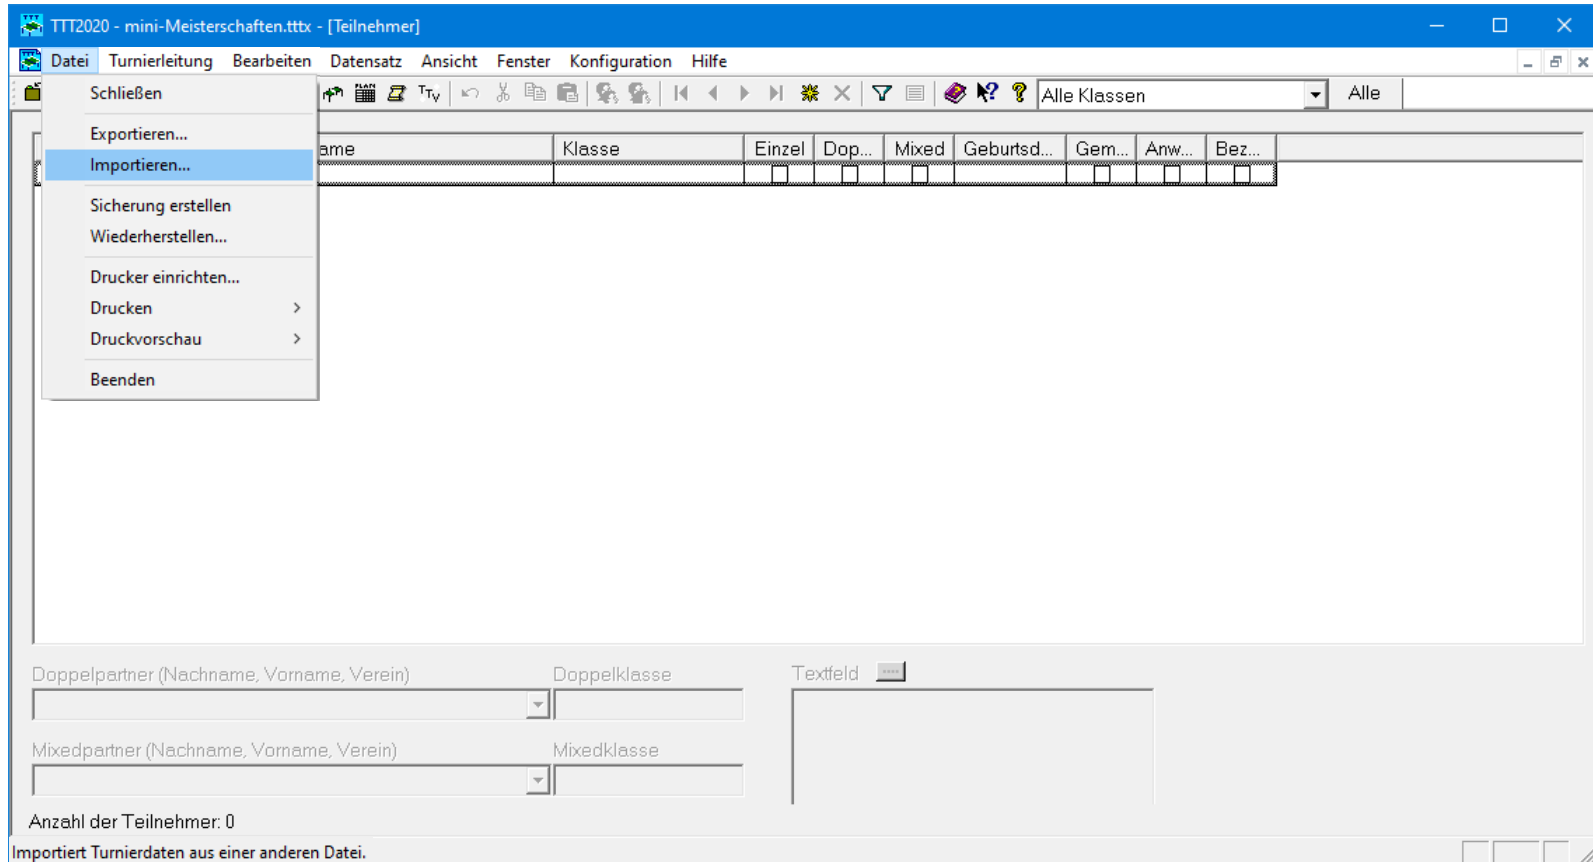 TTT2020 - mini-Meisterschaften.tttx - [Teilnehmer]
Datei Turnierleitung Bearbeiten Datensatz Ansicht Fenster Konfiguration Hilfe
Alle Klassen Alle
Schließen
Exportieren...
Importieren...
Sicherung erstellen
Wiederherstellen...
Drucker einrichten...
Drucken
Druckvorschau
Beenden
ame Klasse Einzel Dop... Mixed Geburtsd... Gem... Anw... Bez...
Doppelpartner (Nachname, Vorname, Verein) Doppelklasse Textfeld ....
Mixedpartner (Nachname, Vorname, Verein) Mixedklasse
Anzahl der Teilnehmer: 0
Importiert Turnierdaten aus einer anderen Datei.